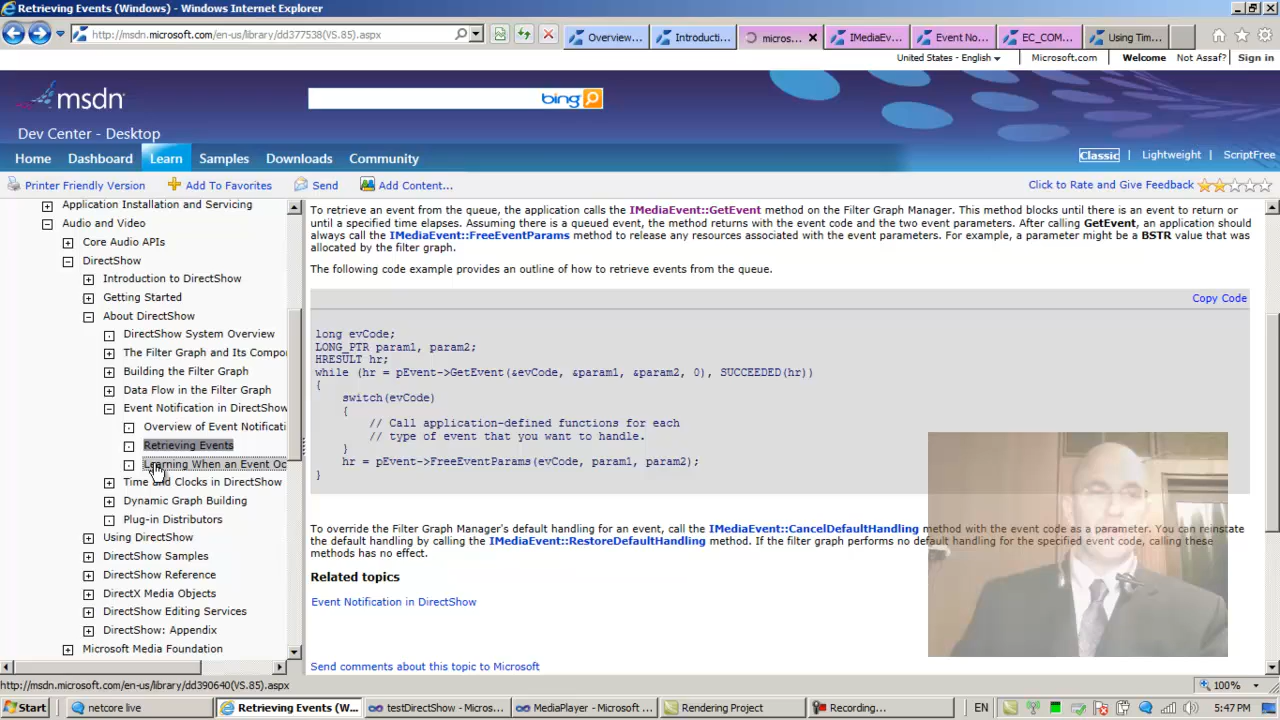 Retrieving Events (Windows) - Windows Internet Explorer
http://msdn.microsoft.com/en-us/library/dd377538(VS.85).aspx
Overview... Introducti... micros... IMediaEv... Event No... EC_COM... Using Tim...
United States - English Microsoft.com Welcome Not Assaf? Sign in
msdn
bing
Dev Center - Desktop
Home Dashboard Learn Samples Downloads Community
Classic | Lightweight | ScriptFree
Printer Friendly Version Add To Favorites Send Add Content...
Click to Rate and Give Feedback
Application Installation and Servicing
Audio and Video
Core Audio APIs
DirectShow
Introduction to DirectShow
Getting Started
About DirectShow
DirectShow System Overview
The Filter Graph and Its Compo
Building the Filter Graph
Data Flow in the Filter Graph
Event Notification in DirectShow
Overview of Event Notificati
Retrieving Events
Learning When an Event Oc
Time and Clocks in DirectShow
Dynamic Graph Building
Plug-in Distributors
Using DirectShow
DirectShow Samples
DirectShow Reference
DirectX Media Objects
DirectShow Editing Services
DirectShow: Appendix
Microsoft Media Foundation
To retrieve an event from the queue, the application calls the IMediaEvent::GetEvent method on the Filter Graph Manager. This method blocks until there is an event to return or
until a specified time elapses. Assuming there is a queued event, the method returns with the event code and the two event parameters. After calling GetEvent, an application should
always call the IMediaEvent::FreeEventParams method to release any resources associated with the event parameters. For example, a parameter might be a BSTR value that was
allocated by the filter graph.
The following code example provides an outline of how to retrieve events from the queue.
Copy Code
long evCode;
LONG_PTR param1, param2;
HRESULT hr;
while (hr = pEvent->GetEvent(&evCode, &param1, &param2, 0), SUCCEEDED(hr))
{
switch(evCode)
{
// Call application-defined functions for each
// type of event that you want to handle.
}
hr = pEvent->FreeEventParams(evCode, param1, param2);
}
To override the Filter Graph Manager's default handling for an event, call the IMediaEvent::CancelDefaultHandling method with the event code as a parameter. You can reinstate
the default handling by calling the IMediaEvent::RestoreDefaultHandling method. If the filter graph performs no default handling for the specified event code, calling these
methods has no effect.
Related topics
Event Notification in DirectShow
Send comments about this topic to Microsoft
http://msdn.microsoft.com/en-us/library/dd390640(VS.85).aspx
100%
Start netcore live Retrieving Events (W... testDirectShow - Micros... MediaPlayer - Microsoft ... Rendering Project Recording... EN 5:47 PM